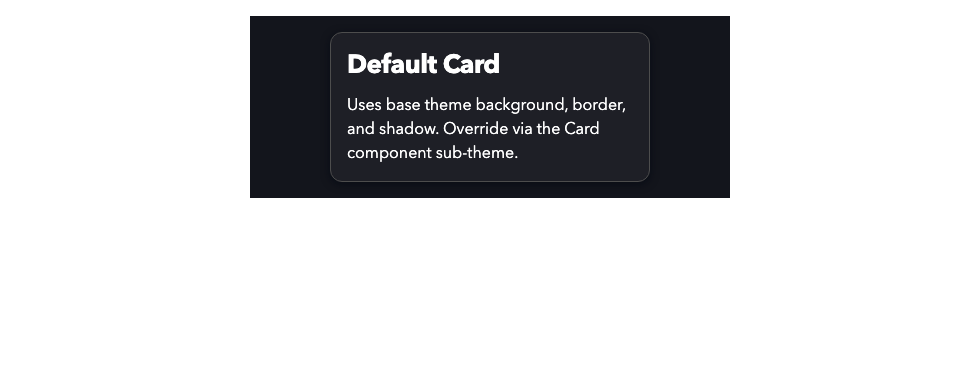 Default Card
Uses base theme background, border,
and shadow. Override via the Card
component sub-theme.